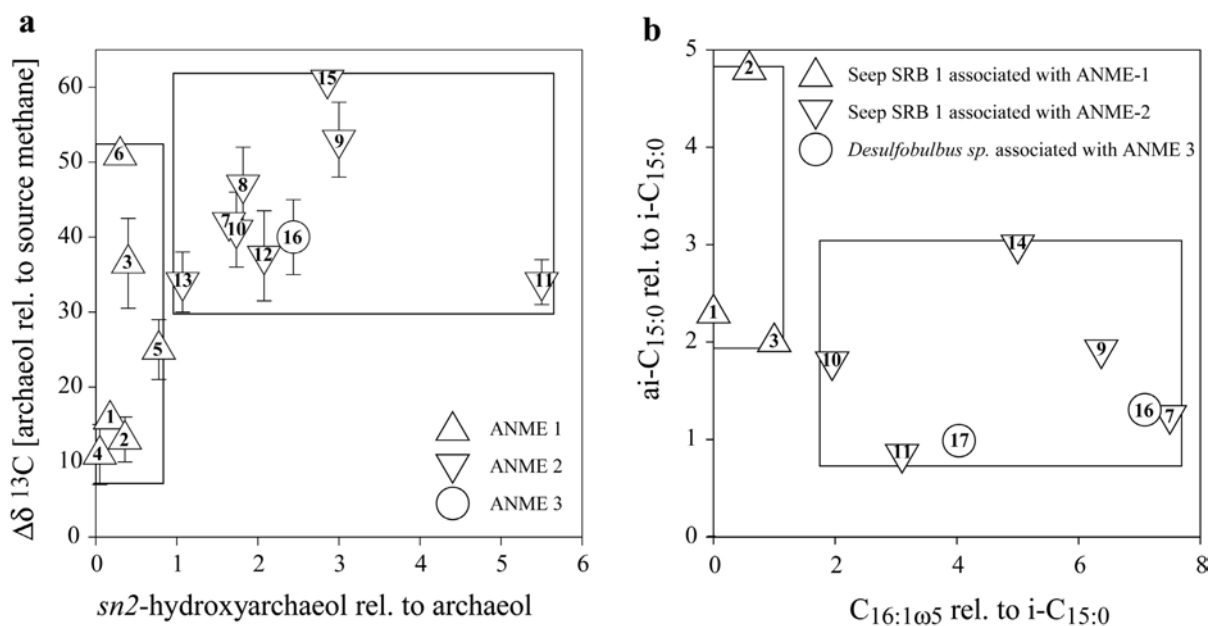 a
Δδ ¹³C [archaeol rel. to source methane]
60
50
40
30
20
10
0
15
9
6
8
7
10
16
12
3
13
11
5
1
2
4
ANME 1
ANME 2
ANME 3
0 1 2 3 4 5 6
sn2-hydroxyarchaeol rel. to archaeol
b
ai-C15:0 rel. to i-C15:0
5
4
3
2
1
0
2
Seep SRB 1 associated with ANME-1
Seep SRB 1 associated with ANME-2
Desulfobulbus sp. associated with ANME 3
14
1
3
10
9
16
7
17
11
0 2 4 6 8
C16:1ω5 rel. to i-C15:0